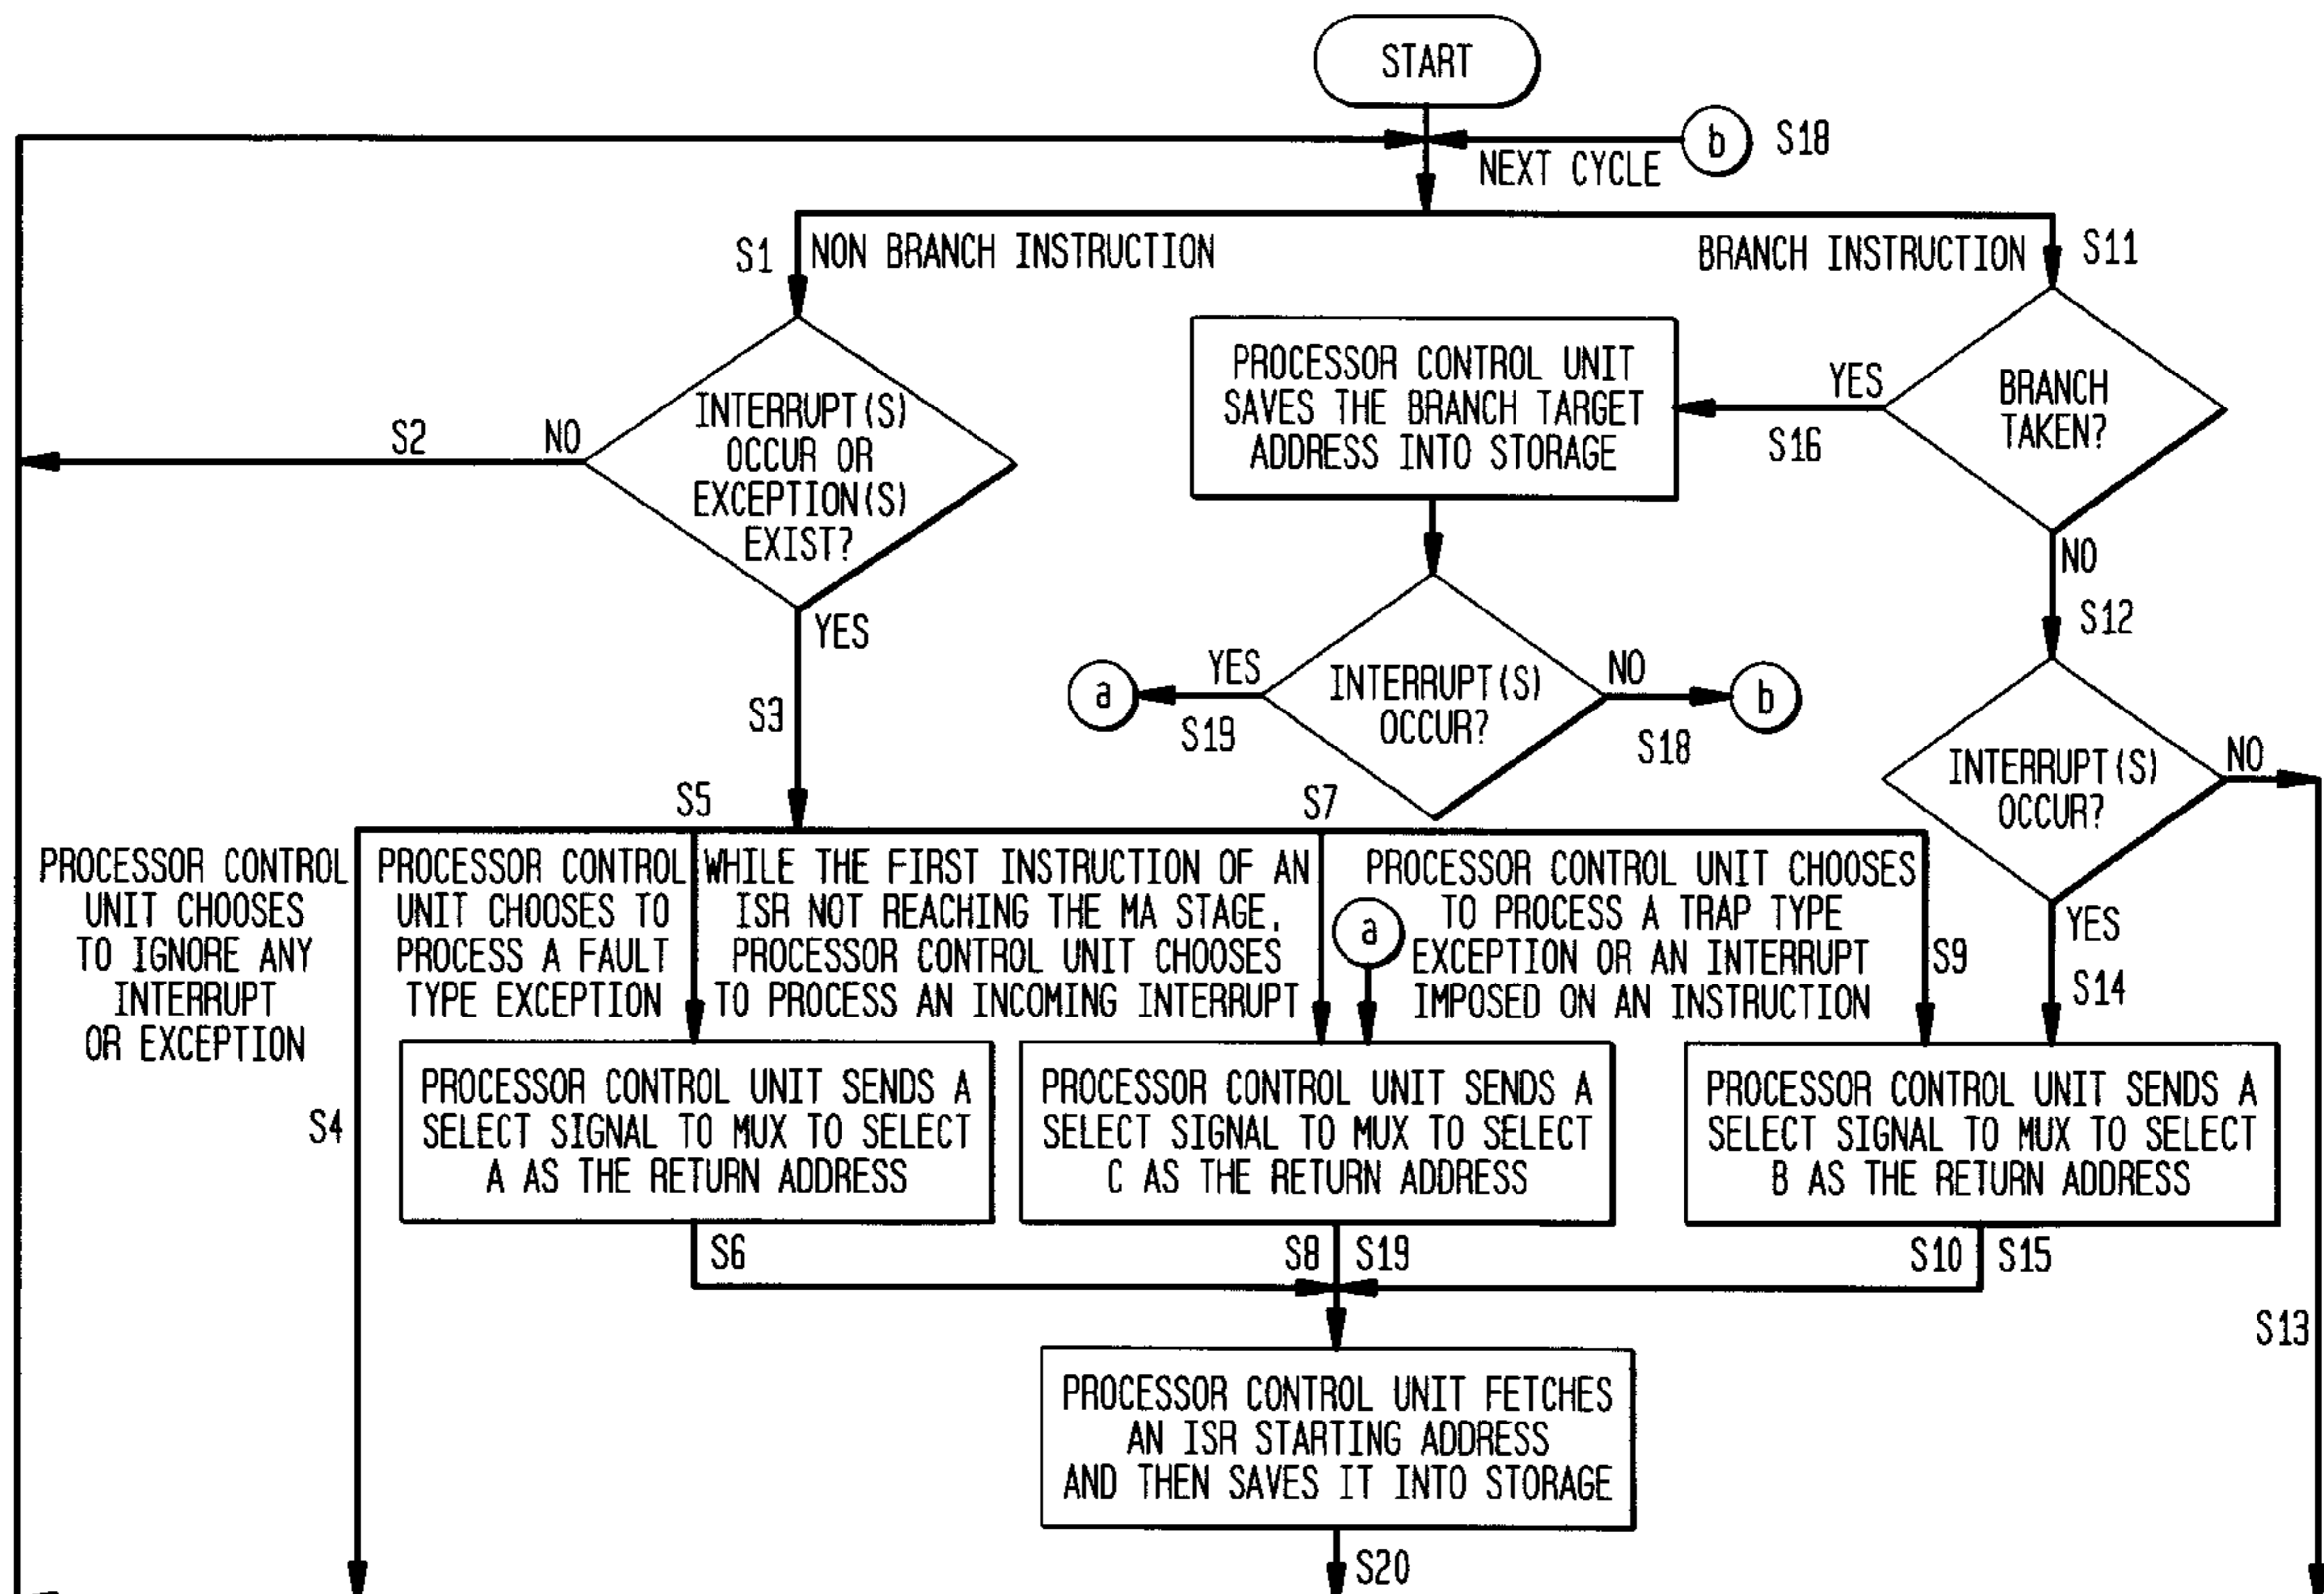 START
b
S18
NEXT CYCLE
S1
NON BRANCH INSTRUCTION
BRANCH INSTRUCTION
S11
INTERRUPT(S)
OCCUR OR
EXCEPTION(S)
EXIST?
NO
S2
YES
S3
PROCESSOR CONTROL UNIT
SAVES THE BRANCH TARGET
ADDRESS INTO STORAGE
YES
S16
BRANCH
TAKEN?
NO
S12
a
YES
S19
INTERRUPT(S)
OCCUR?
NO
S18
b
INTERRUPT(S)
OCCUR?
NO
YES
S14
S5
S7
PROCESSOR CONTROL
UNIT CHOOSES
TO IGNORE ANY
INTERRUPT
OR EXCEPTION
S4
PROCESSOR CONTROL
UNIT CHOOSES TO
PROCESS A FAULT
TYPE EXCEPTION
WHILE THE FIRST INSTRUCTION OF AN
ISR NOT REACHING THE MA STAGE,
PROCESSOR CONTROL UNIT CHOOSES
TO PROCESS AN INCOMING INTERRUPT
a
PROCESSOR CONTROL UNIT CHOOSES
TO PROCESS A TRAP TYPE
EXCEPTION OR AN INTERRUPT
IMPOSED ON AN INSTRUCTION
S9
PROCESSOR CONTROL UNIT SENDS A
SELECT SIGNAL TO MUX TO SELECT
A AS THE RETURN ADDRESS
PROCESSOR CONTROL UNIT SENDS A
SELECT SIGNAL TO MUX TO SELECT
C AS THE RETURN ADDRESS
PROCESSOR CONTROL UNIT SENDS A
SELECT SIGNAL TO MUX TO SELECT
B AS THE RETURN ADDRESS
S6
S8
S19
S10
S15
S13
PROCESSOR CONTROL UNIT FETCHES
AN ISR STARTING ADDRESS
AND THEN SAVES IT INTO STORAGE
S20